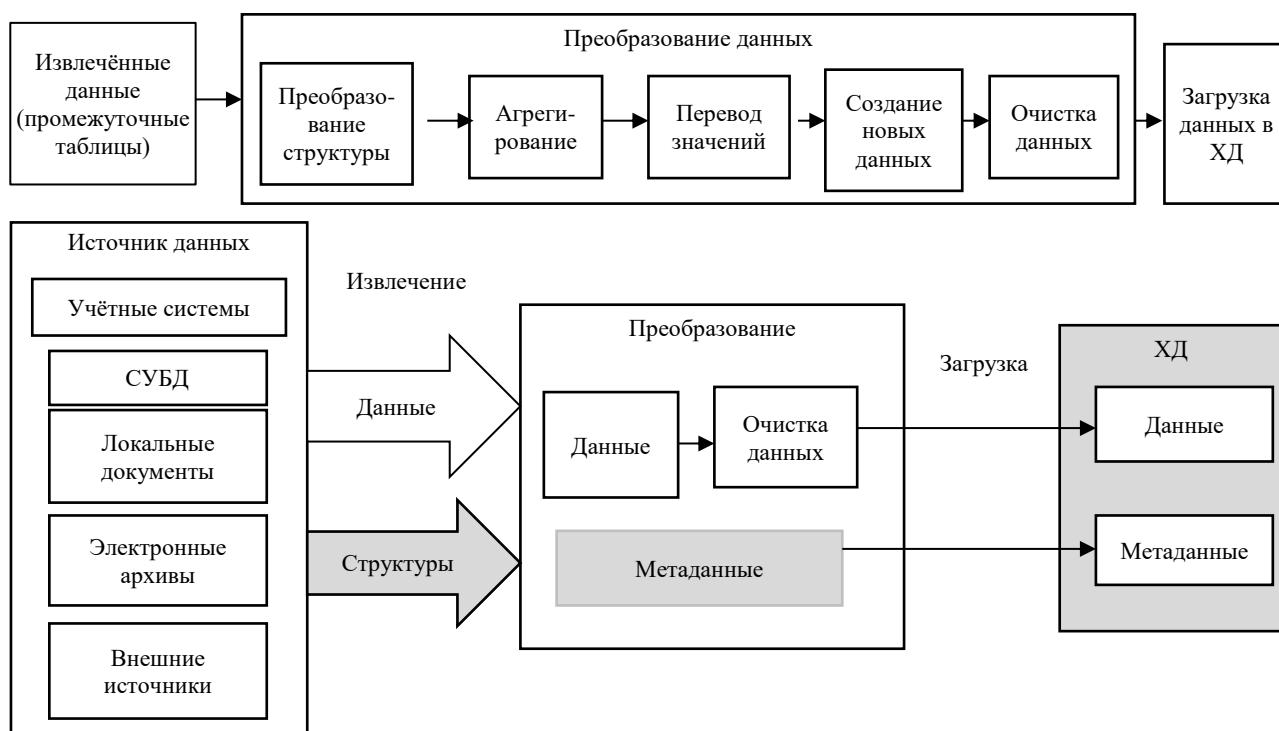 Преобразование данных
Извлечённые
данные
(промежуточные
таблицы)
Преобразо-
вание
структуры
Агреги-
рование
Перевод
значений
Создание
новых
данных
Очистка
данных
Загрузка
данных в
ХД
Источник данных
Учётные системы
СУБД
Локальные
документы
Электронные
архивы
Внешние
источники
Извлечение
Данные
Структуры
Преобразование
Данные
Очистка
данных
Метаданные
Загрузка
ХД
Данные
Метаданные